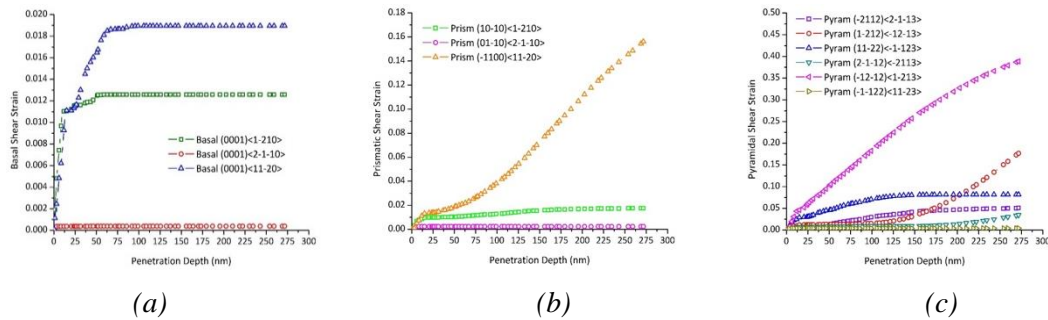 0.020
0.018
0.016
0.014
0.012
0.010
0.008
0.006
0.004
0.002
0.000
Basal Shear Strain
Basal (0001)<1-210>
Basal (0001)<2-1-10>
Basal (0001)<11-20>
0 25 50 75 100 125 150 175 200 225 250 275 300
Penetration Depth (nm)
(a)
0.18
0.16
0.14
0.12
0.10
0.08
0.06
0.04
0.02
0.00
Prismatic Shear Strain
Prism (10-10)<1-210>
Prism (01-10)<2-1-10>
Prism (-1100)<11-20>
0 25 50 75 100 125 150 175 200 225 250 275 300
Penetration Depth (nm)
(b)
0.50
0.45
0.40
0.35
0.30
0.25
0.20
0.15
0.10
0.05
0.00
Pyramidal Shear Strain
Pyram (-2112)<2-1-13>
Pyram (1-212)<-12-13>
Pyram (11-22)<-1-123>
Pyram (2-1-12)<-2113>
Pyram (-12-12)<1-213>
Pyram (-1-122)<11-23>
0 25 50 75 100 125 150 175 200 225 250 275 300
Penetration Depth (nm)
(c)